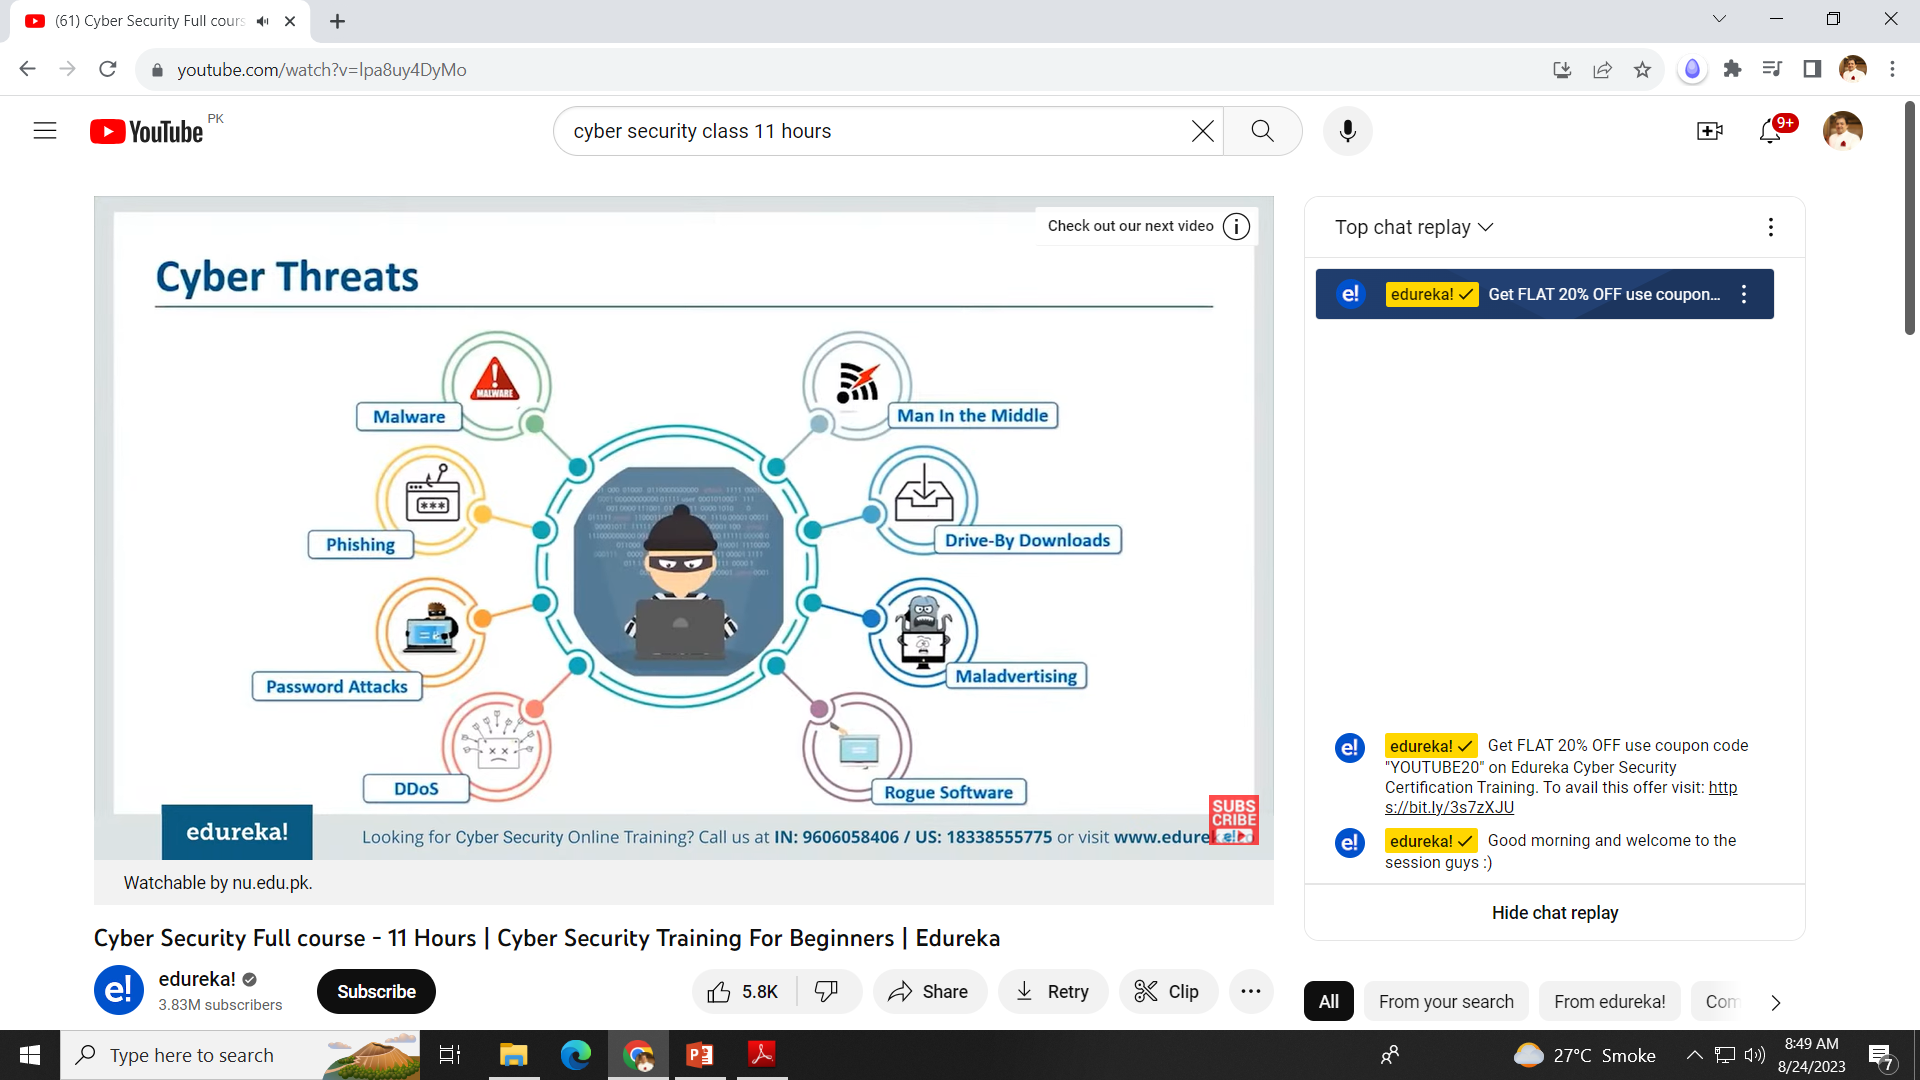 (61) Cyber Security Full cours
youtube.com/watch?v=lpa8uy4DyMo
YouTube PK
cyber security class 11 hours
9+
Check out our next video
Cyber Threats
MALWARE
Malware
Man In the Middle
Phishing
Drive-By Downloads
Password Attacks
Maladvertising
DDoS
Rogue Software
SUBS
CRIBE
e!
edureka!
Looking for Cyber Security Online Training? Call us at IN: 9606058406 / US: 18338555775 or visit www.edure
Watchable by nu.edu.pk.
Top chat replay
e! edureka! Get FLAT 20% OFF use coupon...
e! edureka! Get FLAT 20% OFF use coupon code
"YOUTUBE20" on Edureka Cyber Security
Certification Training. To avail this offer visit: http
s://bit.ly/3s7zXJU
e! edureka! Good morning and welcome to the
session guys :)
Hide chat replay
Cyber Security Full course - 11 Hours | Cyber Security Training For Beginners | Edureka
e! edureka!
3.83M subscribers
Subscribe
5.8K
Share
Retry
Clip
All
From your search
From edureka!
Com
Type here to search
27°C Smoke
8:49 AM
8/24/2023
7